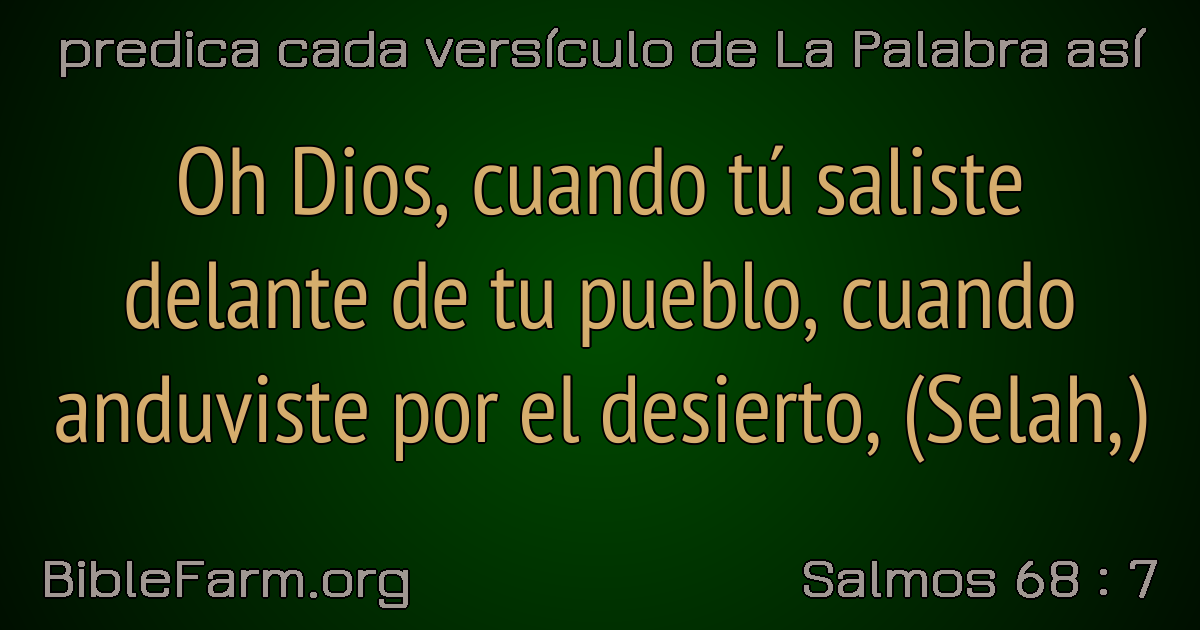 predica cada versículo de La Palabra así
Oh Dios, cuando tú saliste
delante de tu pueblo, cuando
anduviste por el desierto, (Selah,)
BibleFarm.org
Salmos 68 : 7